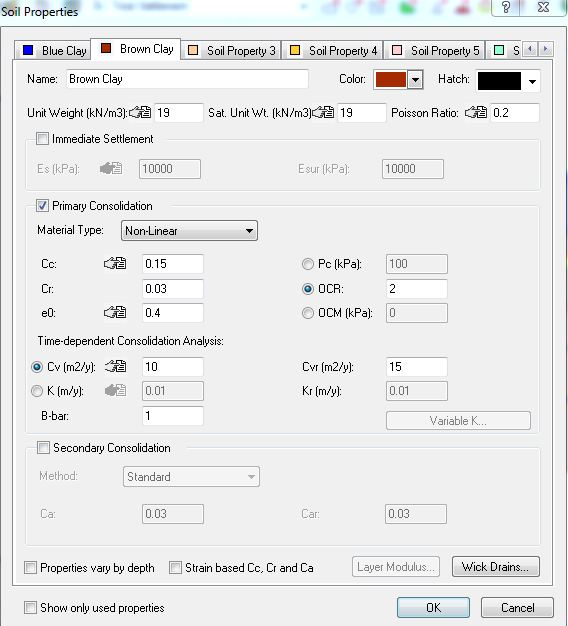 Soil Properties
Blue Clay Brown Clay Soil Property 3 Soil Property 4 Soil Property 5 S
Name: Brown Clay Color: Hatch:
Unit Weight (kN/m3): 19 Sat. Unit Wt. (kN/m3): 19 Poisson Ratio: 0.2
Immediate Settlement
Es (kPa): 10000 Esur (kPa): 10000
Primary Consolidation
Material Type: Non-Linear
Cc: 0.15 Pc (kPa): 100
Cr: 0.03 OCR: 2
e0: 0.4 OCM (kPa): 0
Time-dependent Consolidation Analysis:
Cv (m2/y): 10 Cvr (m2/y): 15
K (m/y): 0.01 Kr (m/y): 0.01
B-bar: 1 Variable K...
Secondary Consolidation
Method: Standard
Ca: 0.03 Car: 0.03
Properties vary by depth Strain based Cc, Cr and Ca Layer Modulus... Wick Drains...
Show only used properties OK Cancel